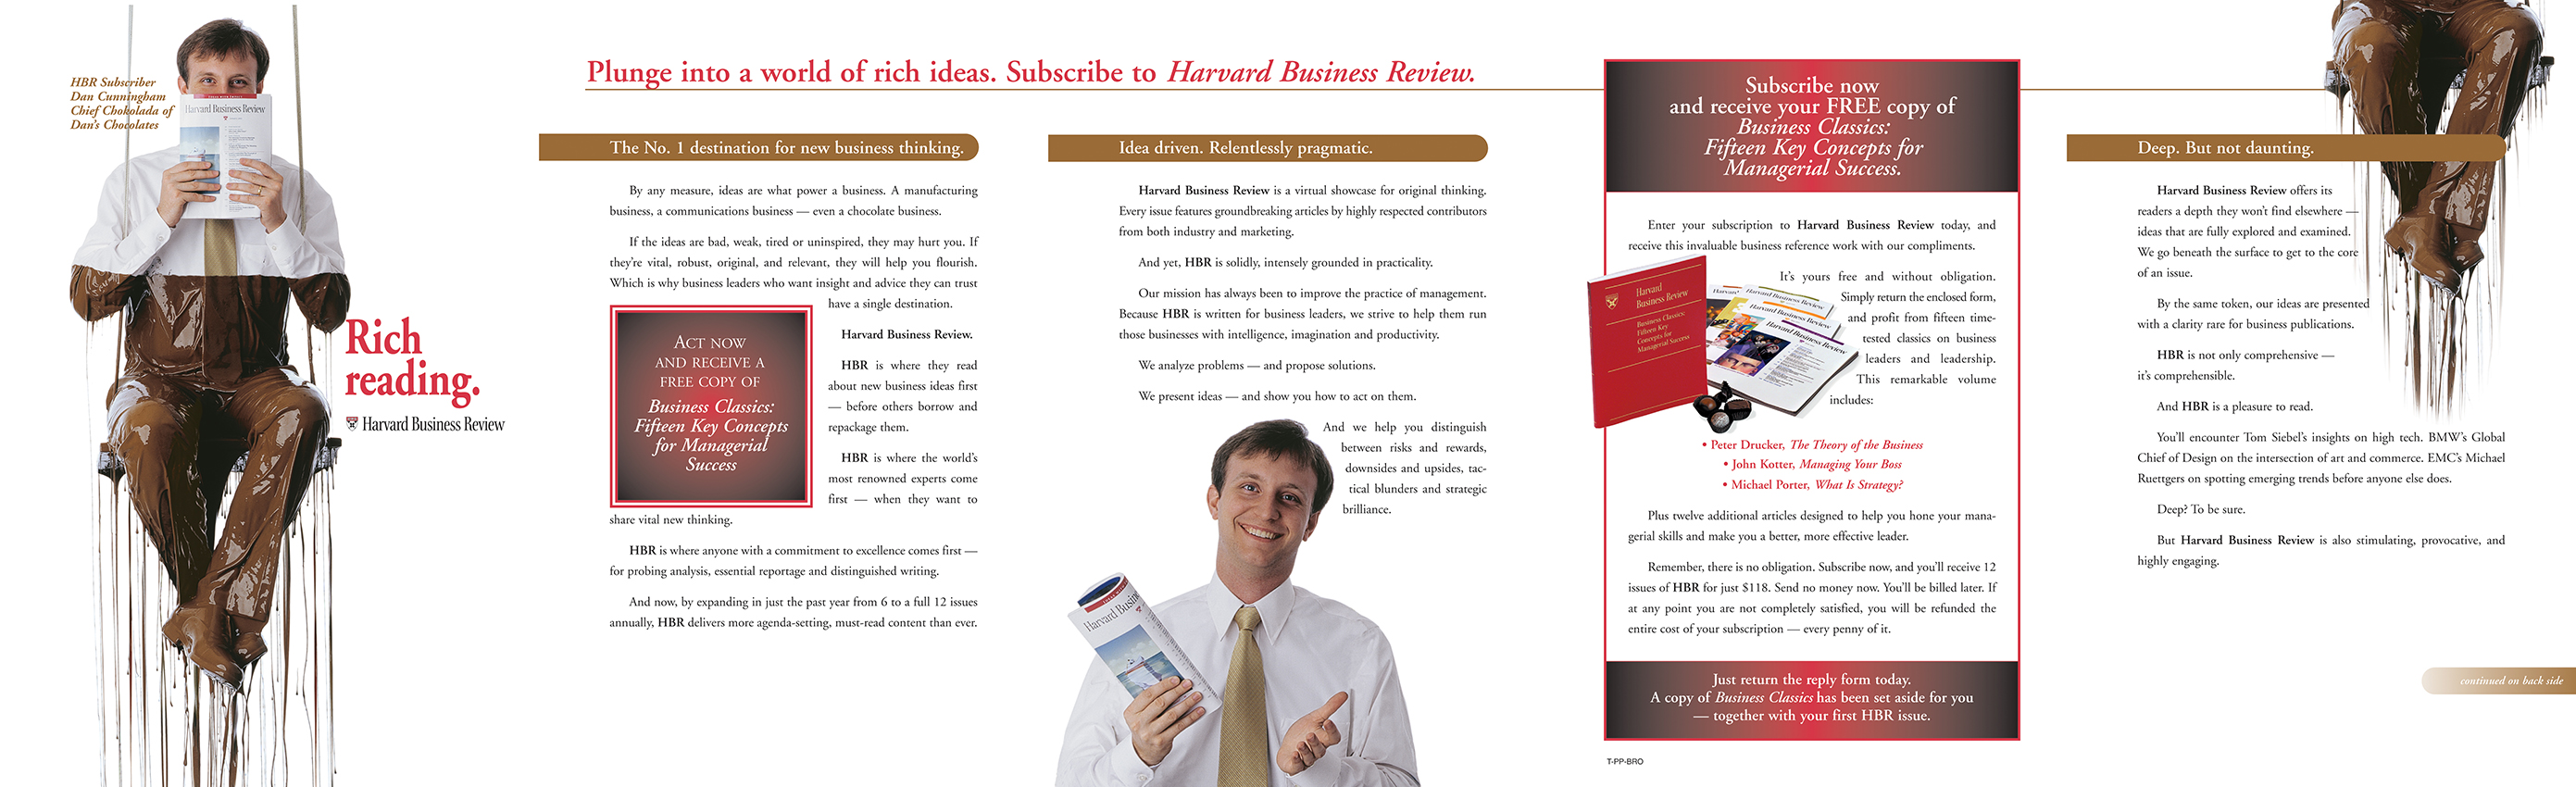 HBR Subscriber
Dan Cunningham
Chief Chokolada of
Dan's Chocolates
Harvard Business Review
Rich
reading.
Harvard Business Review
Plunge into a world of rich ideas. Subscribe to Harvard Business Review.
The No. 1 destination for new business thinking.
By any measure, ideas are what power a business. A manufacturing
business, a communications business — even a chocolate business.
If the ideas are bad, weak, tired or uninspired, they may hurt you. If
they're vital, robust, original, and relevant, they will help you flourish.
Which is why business leaders who want insight and advice they can trust
have a single destination.
Harvard Business Review.
HBR is where they read
about new business ideas first
— before others borrow and
repackage them.
HBR is where the world's
most renowned experts come
first — when they want to
share vital new thinking.
HBR is where anyone with a commitment to excellence comes first —
for probing analysis, essential reportage and distinguished writing.
And now, by expanding in just the past year from 6 to a full 12 issues
annually, HBR delivers more agenda-setting, must-read content than ever.
ACT NOW
AND RECEIVE A
FREE COPY OF
Business Classics:
Fifteen Key Concepts
for Managerial
Success
Idea driven. Relentlessly pragmatic.
Harvard Business Review is a virtual showcase for original thinking.
Every issue features groundbreaking articles by highly respected contributors
from both industry and marketing.
And yet, HBR is solidly, intensely grounded in practicality.
Our mission has always been to improve the practice of management.
Because HBR is written for business leaders, we strive to help them run
those businesses with intelligence, imagination and productivity.
We analyze problems — and propose solutions.
We present ideas — and show you how to act on them.
And we help you distinguish
between risks and rewards,
downsides and upsides, tac-
tical blunders and strategic
brilliance.
Harvard Busin
Subscribe now
and receive your FREE copy of
Business Classics:
Fifteen Key Concepts for
Managerial Success.
Enter your subscription to Harvard Business Review today, and
receive this invaluable business reference work with our compliments.
It's yours free and without obligation.
Simply return the enclosed form,
and profit from fifteen time-
tested classics on business
leaders and leadership.
This remarkable volume
includes:
Harvard
Business Review
Business Classics:
Fifteen Key
Concepts for
Managerial Success
Harvard Business Review
Harvard Business Review
Harvard Business Review
• Peter Drucker, The Theory of the Business
• John Kotter, Managing Your Boss
• Michael Porter, What Is Strategy?
Plus twelve additional articles designed to help you hone your mana-
gerial skills and make you a better, more effective leader.
Remember, there is no obligation. Subscribe now, and you'll receive 12
issues of HBR for just $118. Send no money now. You'll be billed later. If
at any point you are not completely satisfied, you will be refunded the
entire cost of your subscription — every penny of it.
Just return the reply form today.
A copy of Business Classics has been set aside for you
— together with your first HBR issue.
T-PP-BRO
Deep. But not daunting.
Harvard Business Review offers its
readers a depth they won't find elsewhere —
ideas that are fully explored and examined.
We go beneath the surface to get to the core
of an issue.
By the same token, our ideas are presented
with a clarity rare for business publications.
HBR is not only comprehensive —
it's comprehensible.
And HBR is a pleasure to read.
You'll encounter Tom Siebel's insights on high tech. BMW's Global
Chief of Design on the intersection of art and commerce. EMC's Michael
Ruettgers on spotting emerging trends before anyone else does.
Deep? To be sure.
But Harvard Business Review is also stimulating, provocative, and
highly engaging.
continued on back side